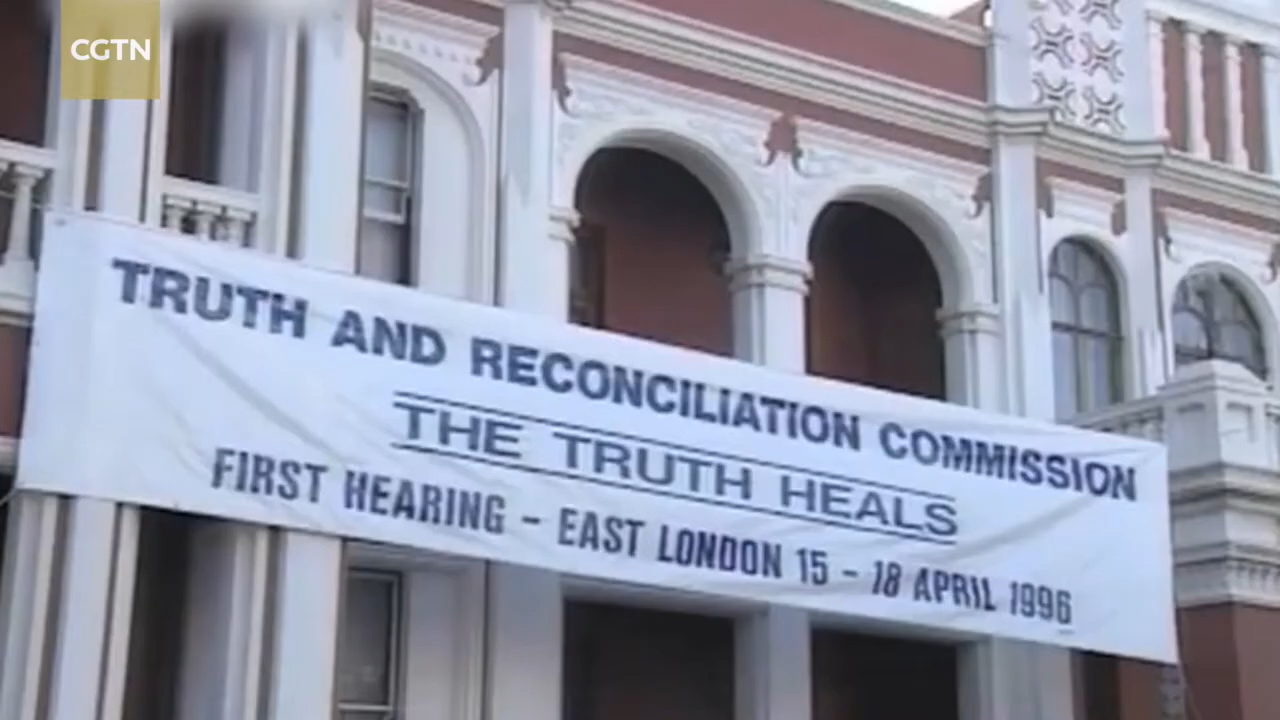 CGTN
TRUTH AND RECONCILIATION COMMISSION
THE TRUTH HEALS
FIRST HEARING - EAST LONDON 15 - 18 APRIL 1996